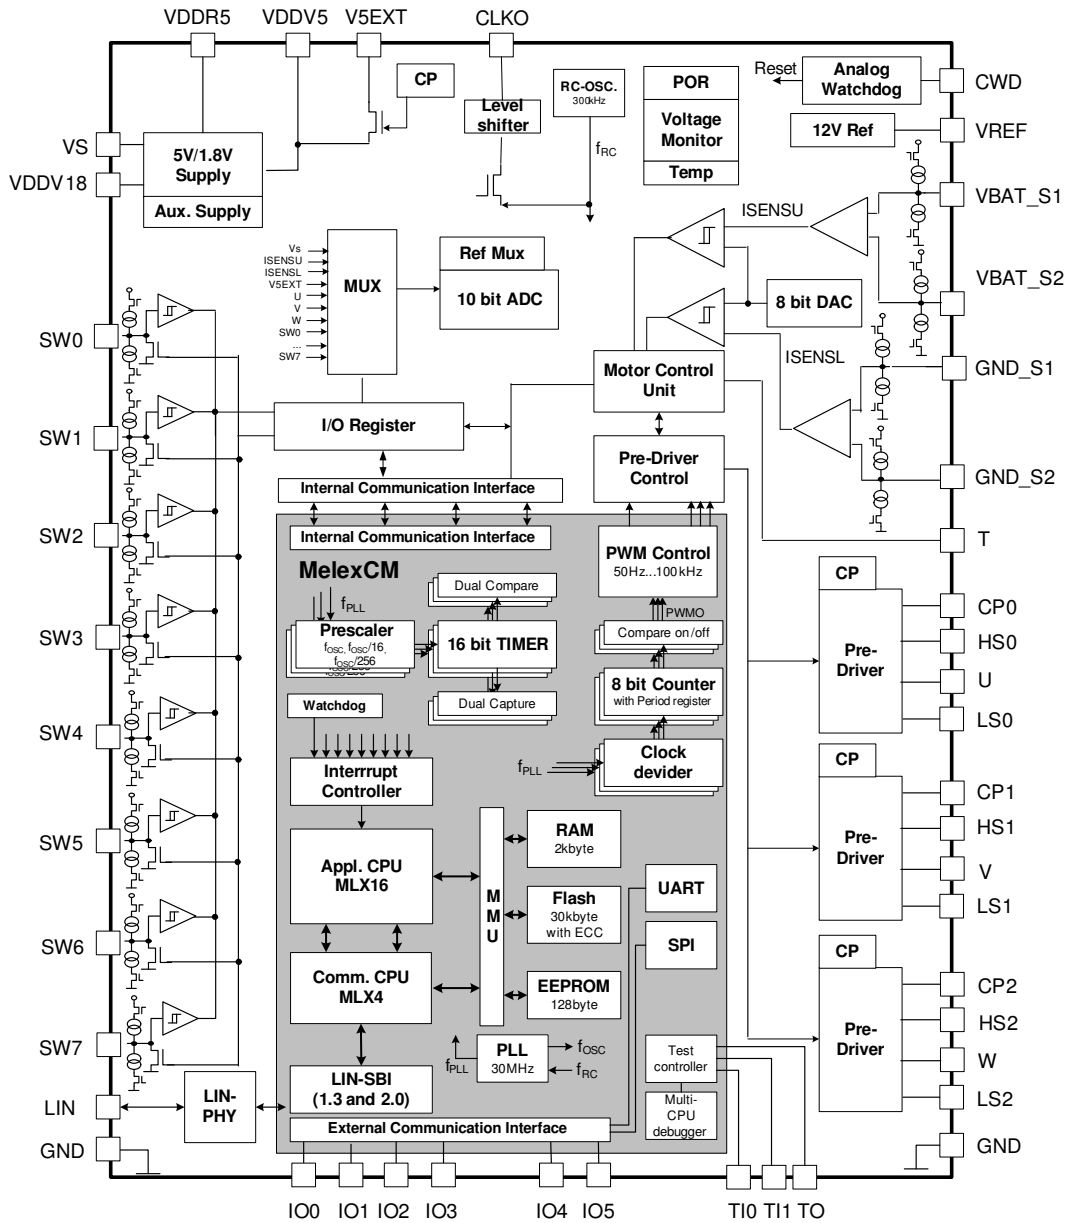 VDDR5
VDDV5
V5EXT
CLKO
VS
VDDV18
5V/1.8V
Supply
Aux. Supply
CP
Level
shifter
RC-OSC.
300kHz
fRC
POR
Voltage
Monitor
Temp
Reset
Analog
Watchdog
12V Ref
CWD
VREF
VBAT_S1
VBAT_S2
GND_S1
GND_S2
T
ISENSU
ISENSL
8 bit DAC
Vs
ISENSU
ISENSL
V5EXT
U
V
W
SW0
...
SW7
MUX
Ref Mux
10 bit ADC
Motor Control
Unit
I/O Register
Pre-Driver
Control
Internal Communication Interface
Internal Communication Interface
SW0
SW1
SW2
SW3
SW4
SW5
SW6
SW7
LIN
GND
MelexCM
fPLL
Prescaler
fOSC, fOSC/16,
fOSC/256
Dual Compare
16 bit TIMER
Dual Capture
PWM Control
50Hz...100kHz
PWMO
Compare on/off
8 bit Counter
with Period register
Clock
devider
fPLL
Watchdog
Interrrupt
Controller
Appl. CPU
MLX16
Comm. CPU
MLX4
LIN-SBI
(1.3 and 2.0)
M
M
U
RAM
2kbyte
Flash
30kbyte
with ECC
EEPROM
128byte
PLL
30MHz
fPLL
fOSC
fRC
UART
SPI
Test
controller
Multi-
CPU
debugger
LIN-
PHY
External Communication Interface
CP
Pre-
Driver
CP0
HS0
U
LS0
CP
Pre-
Driver
CP1
HS1
V
LS1
CP
Pre-
Driver
CP2
HS2
W
LS2
GND
IO0
IO1
IO2
IO3
IO4
IO5
TI0
TI1
TO